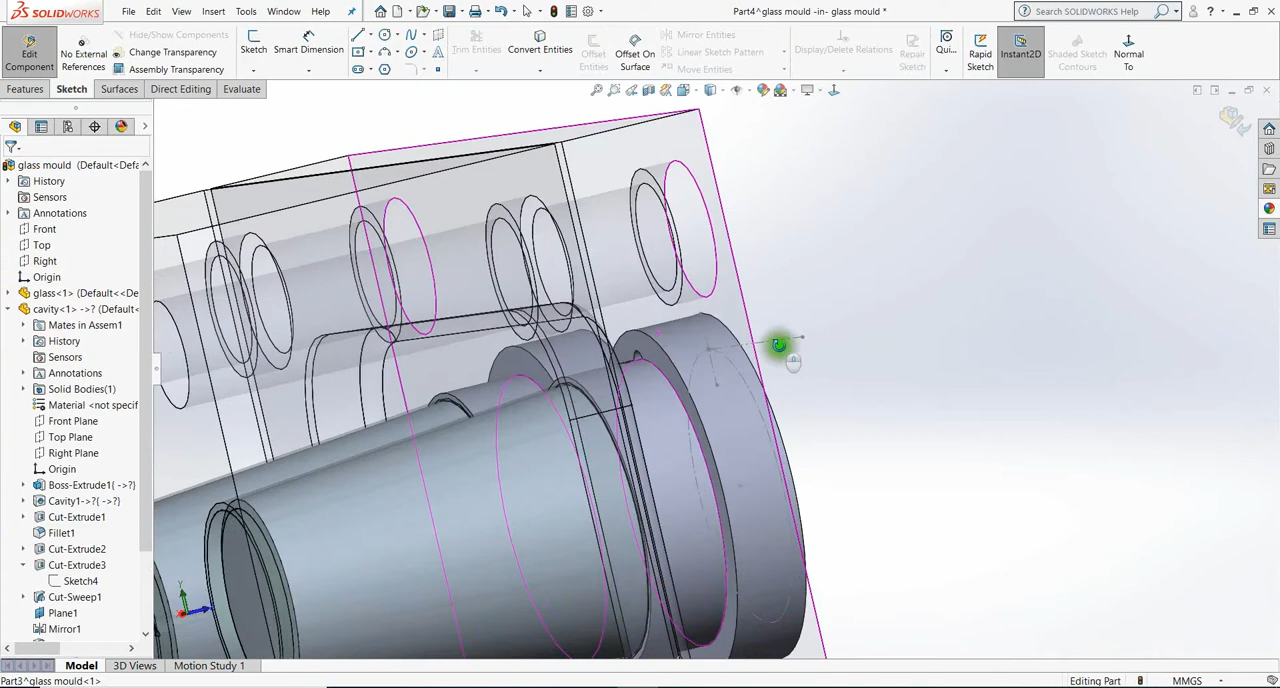 SOLIDWORKS File Edit View Insert Tools Window Help Part4^glass mould -in- glass mould * Search SOLIDWORKS Help
Edit Component
No External References
Hide/Show Components
Change Transparency
Assembly Transparency
Sketch
Smart Dimension
Trim Entities
Convert Entities
Offset Entities
Offset On Surface
Mirror Entities
Linear Sketch Pattern
Move Entities
Display/Delete Relations
Repair Sketch
Qui...
Rapid Sketch
Instant2D
Shaded Sketch Contours
Normal To
Features Sketch Surfaces Direct Editing Evaluate
glass mould (Default<Defa
History
Sensors
Annotations
Front
Top
Right
Origin
glass<1> (Default<<Defa
cavity<1> ->? (Default<
Mates in Assem1
History
Sensors
Annotations
Solid Bodies(1)
Material <not specif
Front Plane
Top Plane
Right Plane
Origin
Boss-Extrude1{ ->?}
Cavity1->?{ ->?}
Cut-Extrude1
Fillet1
Cut-Extrude2
Cut-Extrude3
Sketch4
Cut-Sweep1
Plane1
Mirror1
Y
Model 3D Views Motion Study 1
Part3^glass mould<1> Editing Part MMGS